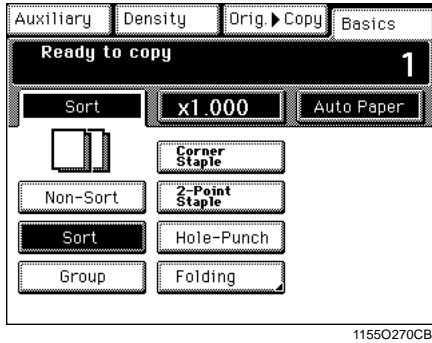 Auxiliary Density Orig.▶Copy Basics
Ready to copy
1
Sort x1.000 Auto Paper
Corner
Staple
Non-Sort
2-Point
Staple
Sort Hole-Punch
Group Folding
1155O270CB